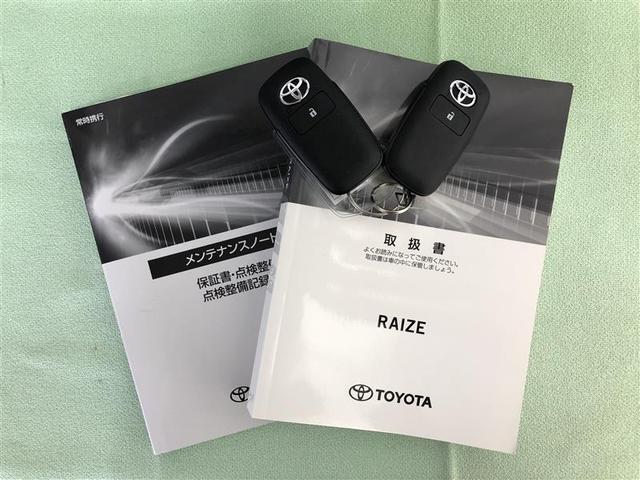 常時携行
メンテナンスノート
保証書・点検整備
点検整備記録
取扱書
よくお読みになってご使用ください。
取扱書は車の中に保管しましょう。
RAIZE
TOYOTA